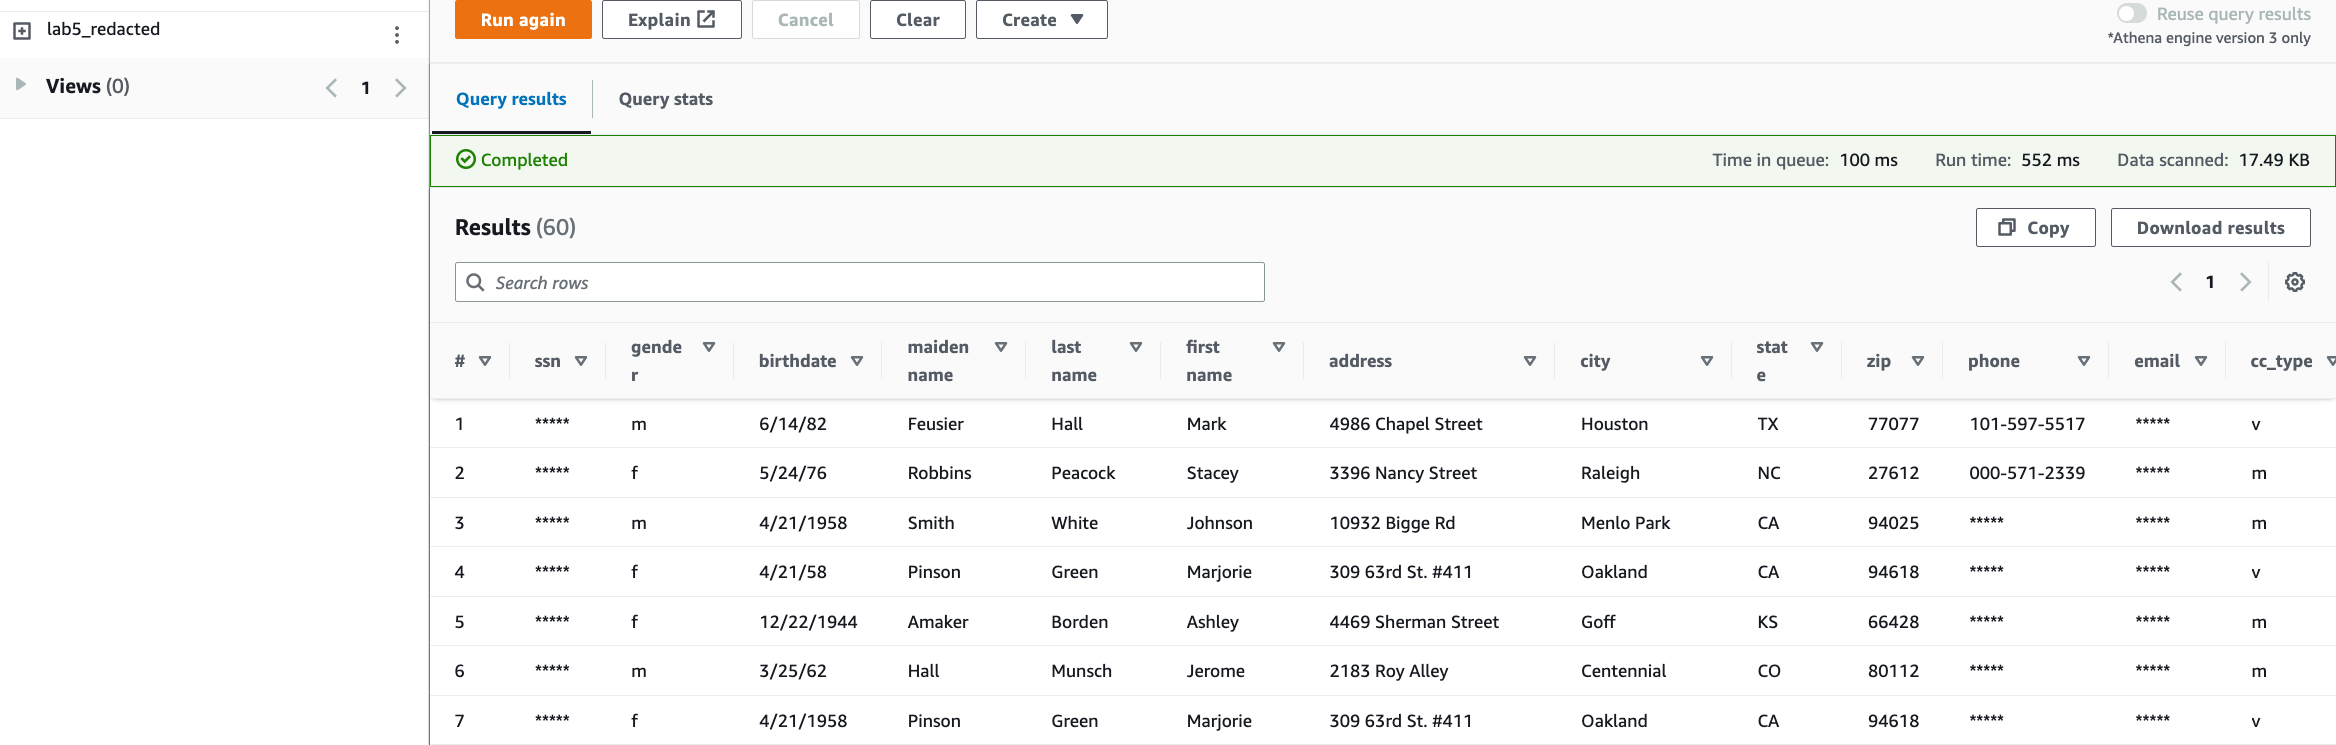 lab5_redacted
Views (0) 1
Run again Explain Cancel Clear Create
Reuse query results
*Athena engine version 3 only
Query results Query stats
Completed Time in queue: 100 ms Run time: 552 ms Data scanned: 17.49 KB
Results (60) Copy Download results
Search rows 1
# ssn gende
r birthdate maiden
name last
name first
name address city stat
e zip phone email cc_type
1 ***** m 6/14/82 Feusier Hall Mark 4986 Chapel Street Houston TX 77077 101-597-5517 ***** v
2 ***** f 5/24/76 Robbins Peacock Stacey 3396 Nancy Street Raleigh NC 27612 000-571-2339 ***** m
3 ***** m 4/21/1958 Smith White Johnson 10932 Bigge Rd Menlo Park CA 94025 ***** ***** m
4 ***** f 4/21/58 Pinson Green Marjorie 309 63rd St. #411 Oakland CA 94618 ***** ***** v
5 ***** f 12/22/1944 Amaker Borden Ashley 4469 Sherman Street Goff KS 66428 ***** ***** m
6 ***** m 3/25/62 Hall Munsch Jerome 2183 Roy Alley Centennial CO 80112 ***** ***** m
7 ***** f 4/21/1958 Pinson Green Marjorie 309 63rd St. #411 Oakland CA 94618 ***** ***** v